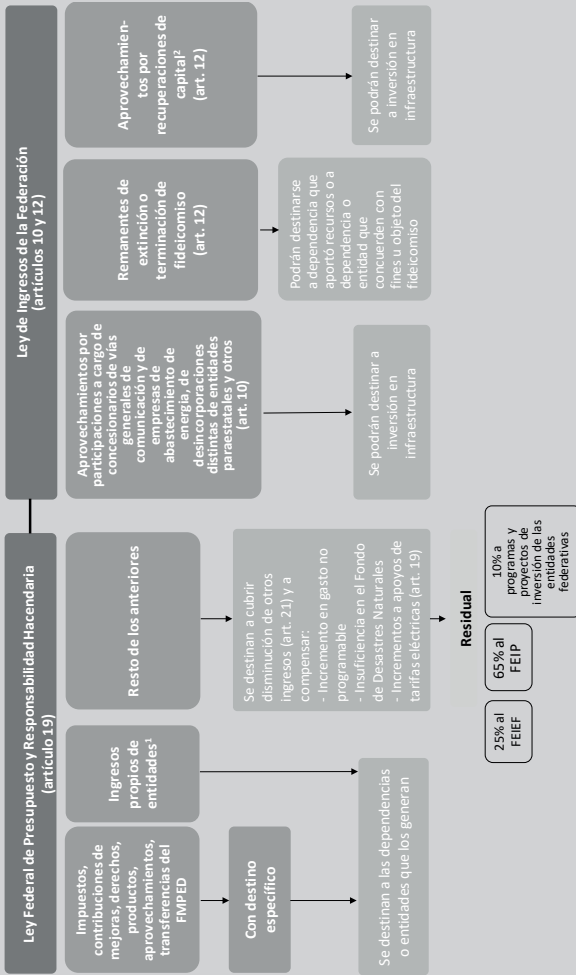 Ley Federal de Presupuesto y Responsabilidad Hacendaria
(artículo 19)
Impuestos,
contribuciones de
mejoras, derechos,
productos,
aprovechamientos,
transferencias del
FMPED
Con destino
específico
Ingresos
propios de
entidades¹
Se destinan a las dependencias
o entidades que los generan
Resto de los anteriores
Se destinan a cubrir
disminución de otros
ingresos (art. 21) y a
compensar:
- Incremento en gasto no
programable
- Insuficiencia en el Fondo
de Desastres Naturales
- Incrementos a apoyos de
tarifas eléctricas (art. 19)
Residual
25% al
FEIEF
65% al
FEIP
10% a
programas y
proyectos de
inversión de las
entidades
federativas
Ley de Ingresos de la Federación
(artículos 10 y 12)
Aprovechamientos por
participaciones a cargo de
concesionarios de vías
generales de
comunicación y de
empresas de
abastecimiento de
energía, de
desincorporaciones
distintas de entidades
paraestatales y otros
(art. 10)
Se podrán destinar a
inversión en
infraestructura
Remanentes de
extinción o
terminación de
fideicomiso
(art. 12)
Podrán destinarse
a dependencia que
aportó recursos o a
dependencia o
entidad que
concuerden con
fines u objeto del
fideicomiso
Aprovechamien-
tos por
recuperaciones de
capital²
(art. 12)
Se podrán destinar
a inversión en
infraestructura